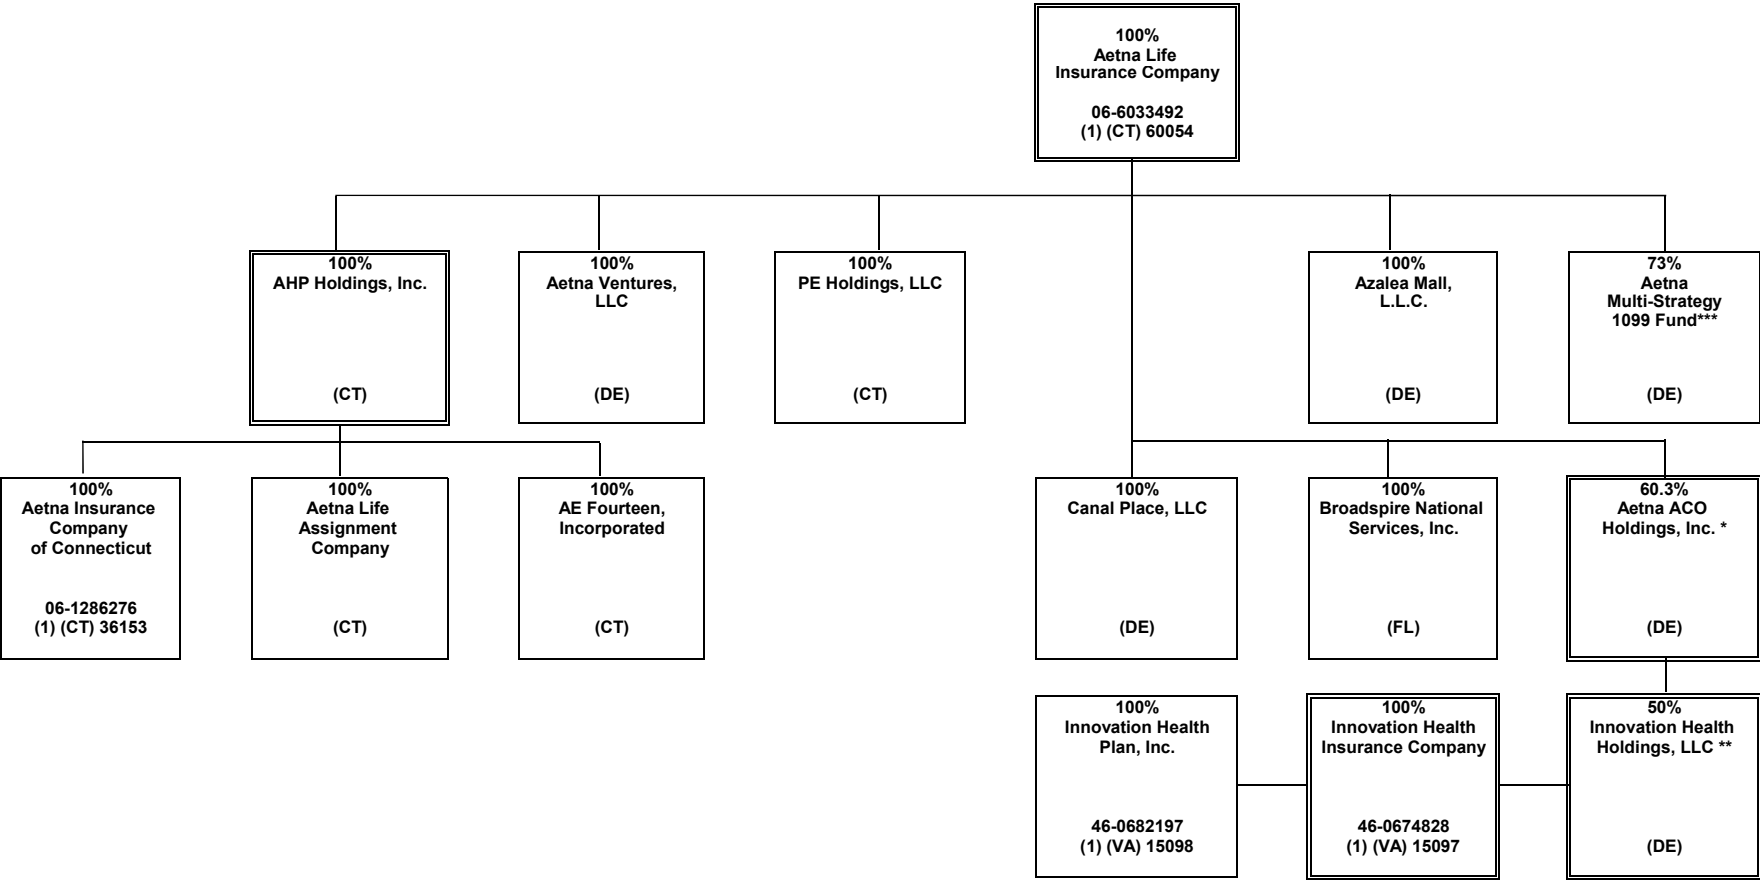 100%
Aetna Life
Insurance Company
06-6033492
(1) (CT) 60054
100%
AHP Holdings, Inc.
(CT)
100%
Aetna Ventures,
LLC
(DE)
100%
PE Holdings, LLC
(CT)
100%
Azalea Mall,
L.L.C.
(DE)
73%
Aetna
Multi-Strategy
1099 Fund***
(DE)
100%
Aetna Insurance
Company
of Connecticut
06-1286276
(1) (CT) 36153
100%
Aetna Life
Assignment
Company
(CT)
100%
AE Fourteen,
Incorporated
(CT)
100%
Canal Place, LLC
(DE)
100%
Broadspire National
Services, Inc.
(FL)
60.3%
Aetna ACO
Holdings, Inc. *
(DE)
100%
Innovation Health
Plan, Inc.
46-0682197
(1) (VA) 15098
100%
Innovation Health
Insurance Company
46-0674828
(1) (VA) 15097
50%
Innovation Health
Holdings, LLC **
(DE)